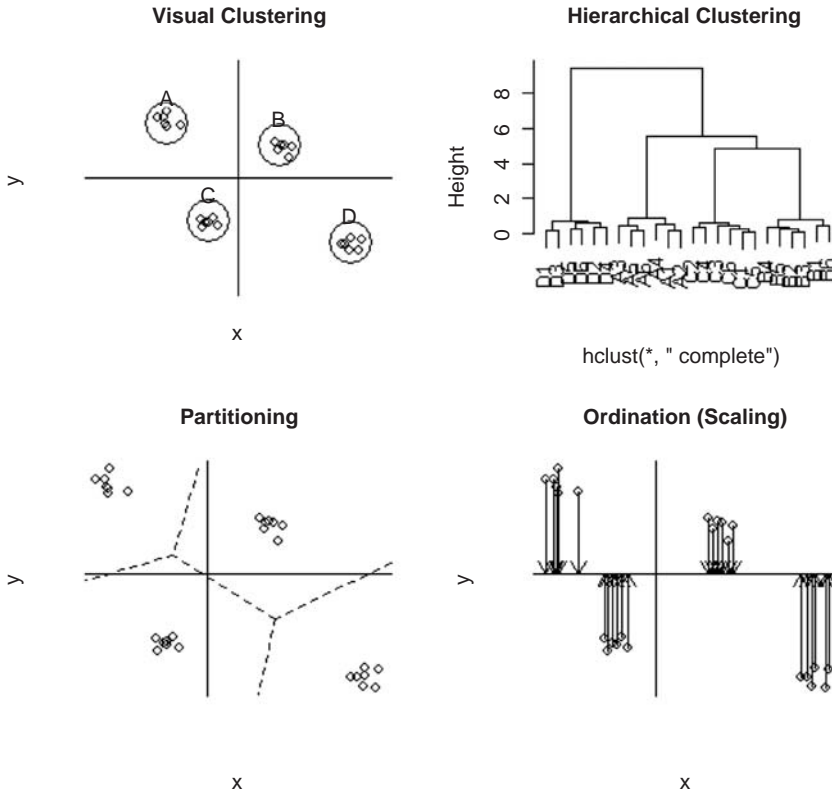 Visual Clustering
A
B
C
D
y
x
Hierarchical Clustering
Height
8
6
4
2
0
hclust(*, " complete")
Partitioning
y
x
Ordination (Scaling)
y
x